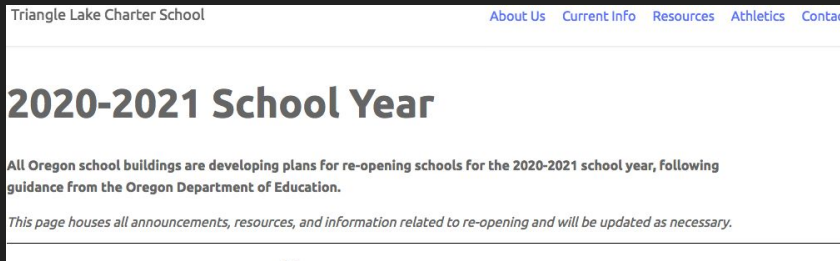 Triangle Lake Charter School About Us Current Info Resources Athletics
2020-2021 School Year
All Oregon school buildings are developing plans for re-opening schools for the 2020-2021 school year, following
guidance from the Oregon Department of Education.
This page houses all announcements, resources, and information related to re-opening and will be updated as necessary.